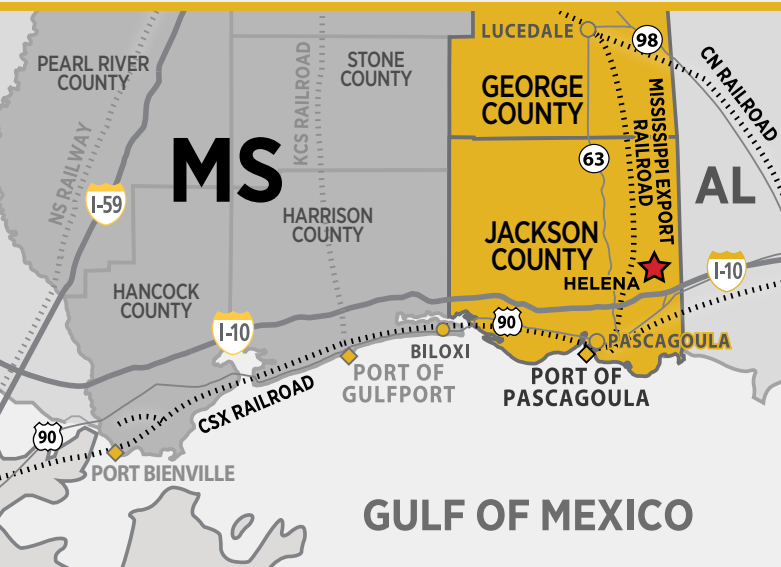 LUCEDALE
98
CN RAILROAD
PEARL RIVER
COUNTY
STONE
COUNTY
KCS RAILROAD
GEORGE
COUNTY
MISSISSIPPI EXPORT
RAILROAD
NS RAILWAY
MS
63
AL
I-59
HARRISON
COUNTY
JACKSON
COUNTY
HELENA
I-10
HANCOCK
COUNTY
I-10
90
BILOXI
PASCAGOULA
PORT OF
GULFPORT
PORT OF
PASCAGOULA
CSX RAILROAD
90
PORT BIENVILLE
GULF OF MEXICO